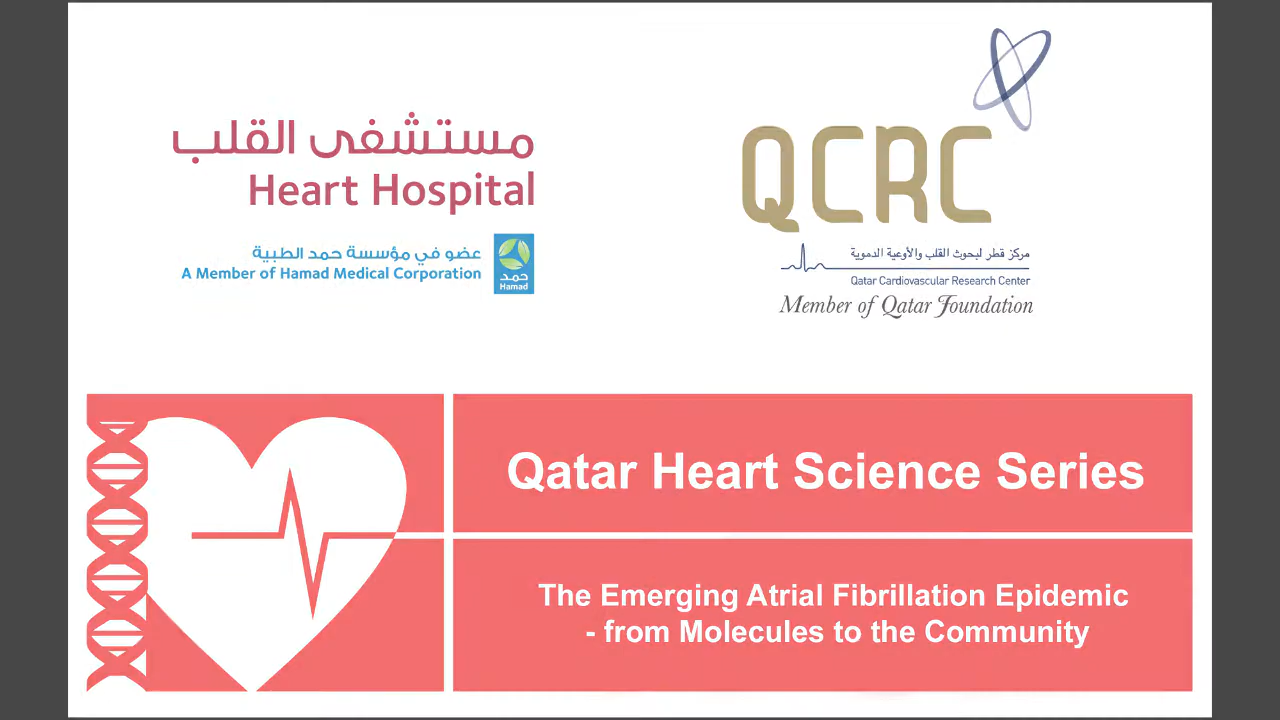 مستشفى القلب
Heart Hospital
عضو في مؤسسة حمد الطبية
A Member of Hamad Medical Corporation
حمد
Hamad
QCRC
مركز قطر لبحوث القلب والأوعية الدموية
Qatar Cardiovascular Research Center
Member of Qatar Foundation
Qatar Heart Science Series
The Emerging Atrial Fibrillation Epidemic
- from Molecules to the Community